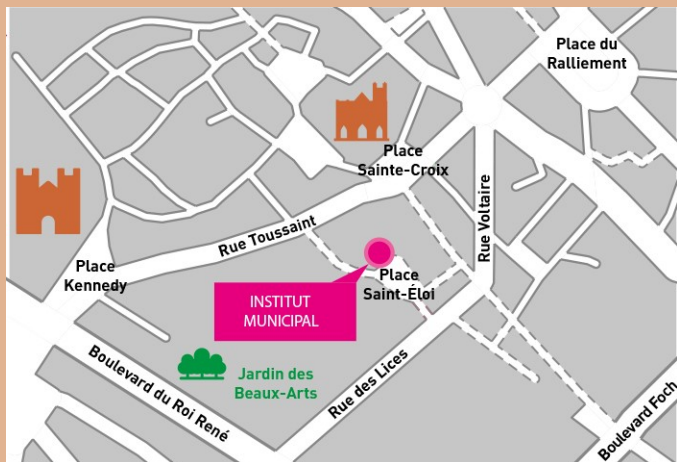 Place du
Ralliement
Place
Sainte-Croix
Rue Voltaire
Rue Toussaint
Place
Kennedy
Place
Saint-Éloi
INSTITUT
MUNICIPAL
Jardin des
Beaux-Arts
Rue des Lices
Boulevard du Roi René
Boulevard Foch